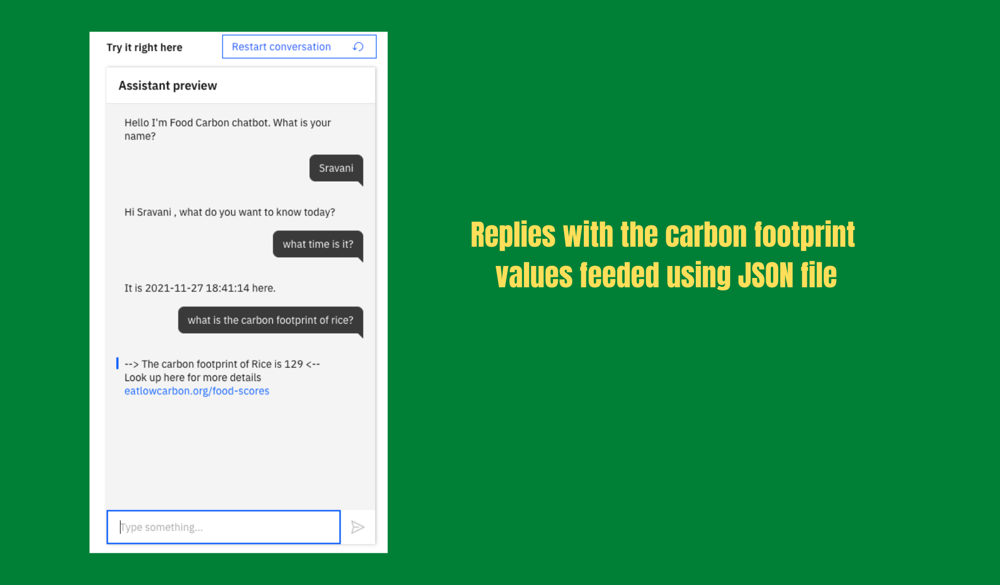 Try it right here
Restart conversation
Assistant preview
Hello I'm Food Carbon chatbot. What is your
name?
Sravani
Hi Sravani , what do you want to know today?
what time is it?
It is 2021-11-27 18:41:14 here.
what is the carbon footprint of rice?
--> The carbon footprint of Rice is 129 <--
Look up here for more details
eatlowcarbon.org/food-scores
Type something...
Replies with the carbon footprint
values feeded using JSON file